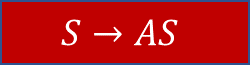 S → AS